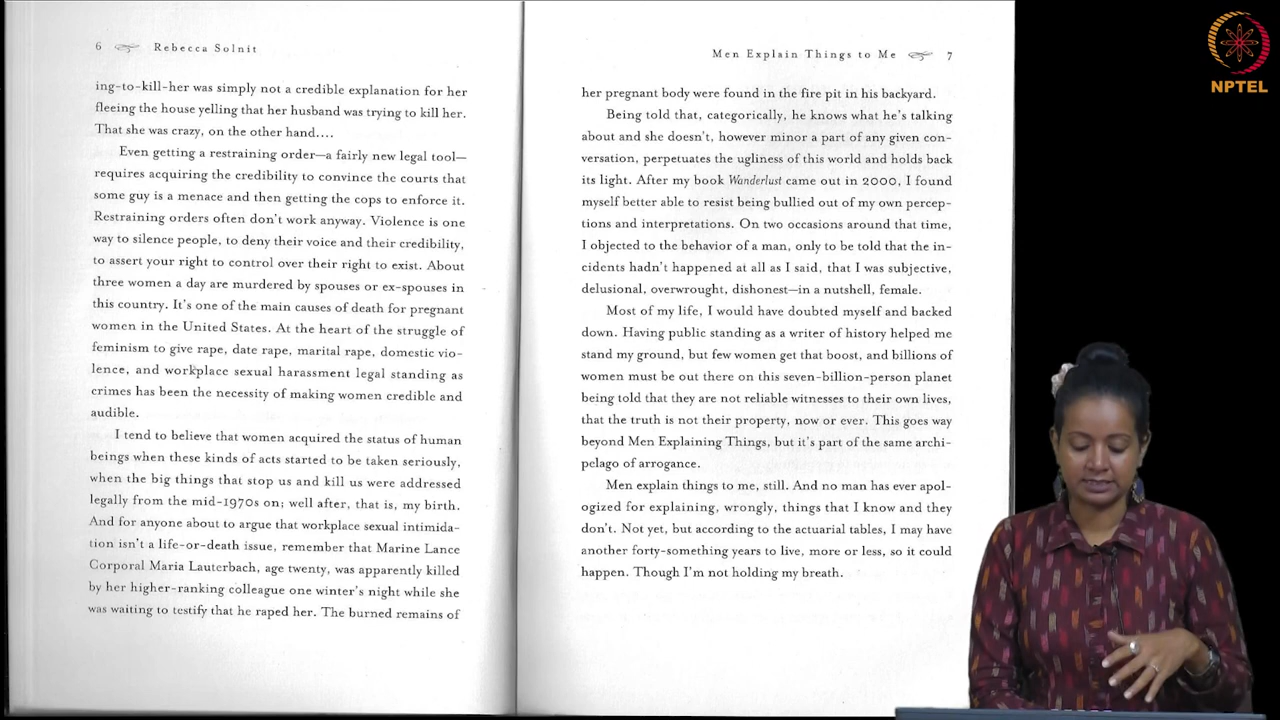 6 Rebecca Solnit
ing-to-kill-her was simply not a credible explanation for her
fleeing the house yelling that her husband was trying to kill her.
That she was crazy, on the other hand....
Even getting a restraining order—a fairly new legal tool—
requires acquiring the credibility to convince the courts that
some guy is a menace and then getting the cops to enforce it.
Restraining orders often don't work anyway. Violence is one
way to silence people, to deny their voice and their credibility,
to assert your right to control over their right to exist. About
three women a day are murdered by spouses or ex-spouses in
this country. It's one of the main causes of death for pregnant
women in the United States. At the heart of the struggle of
feminism to give rape, date rape, marital rape, domestic vio-
lence, and workplace sexual harassment legal standing as
crimes has been the necessity of making women credible and
audible.
I tend to believe that women acquired the status of human
beings when these kinds of acts started to be taken seriously,
when the big things that stop us and kill us were addressed
legally from the mid-1970s on; well after, that is, my birth.
And for anyone about to argue that workplace sexual intimida-
tion isn't a life-or-death issue, remember that Marine Lance
Corporal Maria Lauterbach, age twenty, was apparently killed
by her higher-ranking colleague one winter's night while she
was waiting to testify that he raped her. The burned remains of
Men Explain Things to Me 7
her pregnant body were found in the fire pit in his backyard.
Being told that, categorically, he knows what he's talking
about and she doesn't, however minor a part of any given con-
versation, perpetuates the ugliness of this world and holds back
its light. After my book Wanderlust came out in 2000, I found
myself better able to resist being bullied out of my own percep-
tions and interpretations. On two occasions around that time,
I objected to the behavior of a man, only to be told that the in-
cidents hadn't happened at all as I said, that I was subjective,
delusional, overwrought, dishonest—in a nutshell, female.
Most of my life, I would have doubted myself and backed
down. Having public standing as a writer of history helped me
stand my ground, but few women get that boost, and billions of
women must be out there on this seven-billion-person planet
being told that they are not reliable witnesses to their own lives,
that the truth is not their property, now or ever. This goes way
beyond Men Explaining Things, but it's part of the same archi-
pelago of arrogance.
Men explain things to me, still. And no man has ever apol-
ogized for explaining, wrongly, things that I know and they
don't. Not yet, but according to the actuarial tables, I may have
another forty-something years to live, more or less, so it could
happen. Though I'm not holding my breath.
NPTEL